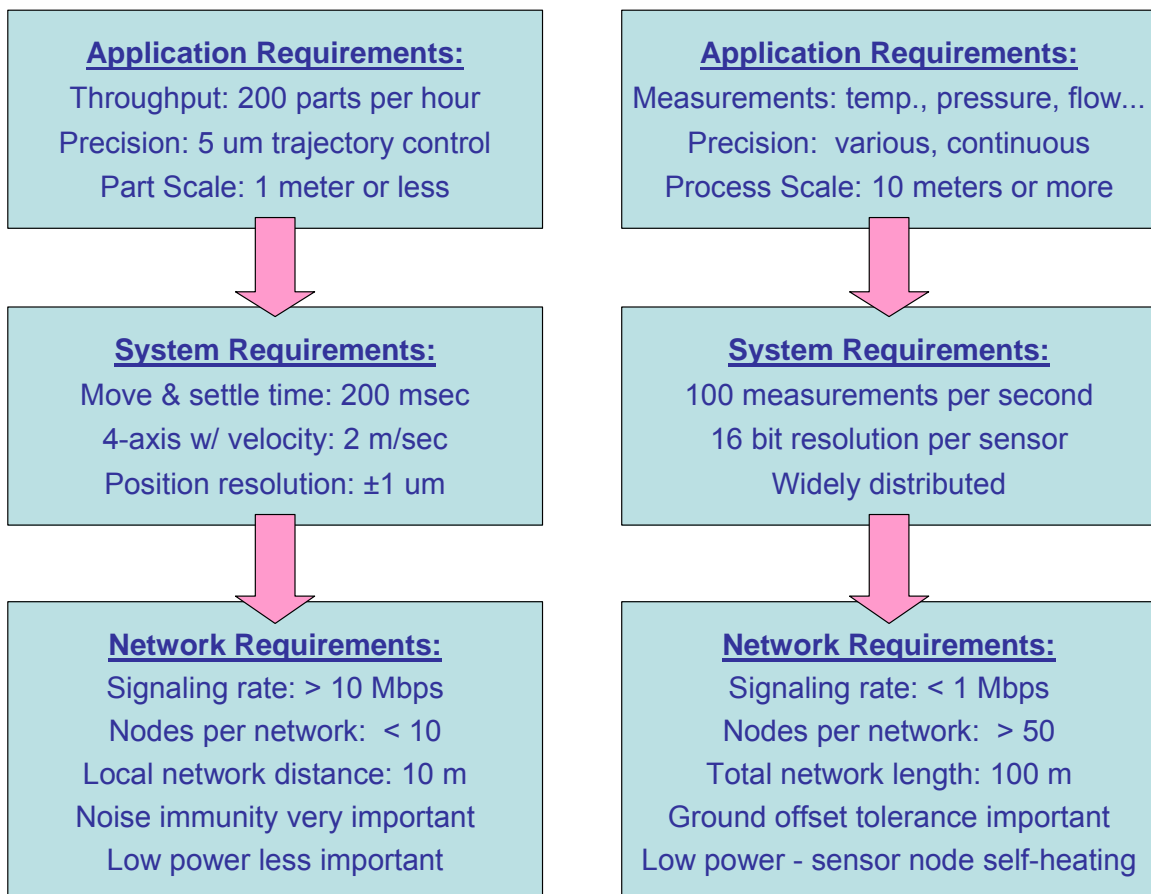 Application Requirements:
Throughput: 200 parts per hour
Precision: 5 um trajectory control
Part Scale: 1 meter or less
System Requirements:
Move & settle time: 200 msec
4-axis w/ velocity: 2 m/sec
Position resolution: ±1 um
Network Requirements:
Signaling rate: > 10 Mbps
Nodes per network: < 10
Local network distance: 10 m
Noise immunity very important
Low power less important
Application Requirements:
Measurements: temp., pressure, flow...
Precision: various, continuous
Process Scale: 10 meters or more
System Requirements:
100 measurements per second
16 bit resolution per sensor
Widely distributed
Network Requirements:
Signaling rate: < 1 Mbps
Nodes per network: > 50
Total network length: 100 m
Ground offset tolerance important
Low power - sensor node self-heating